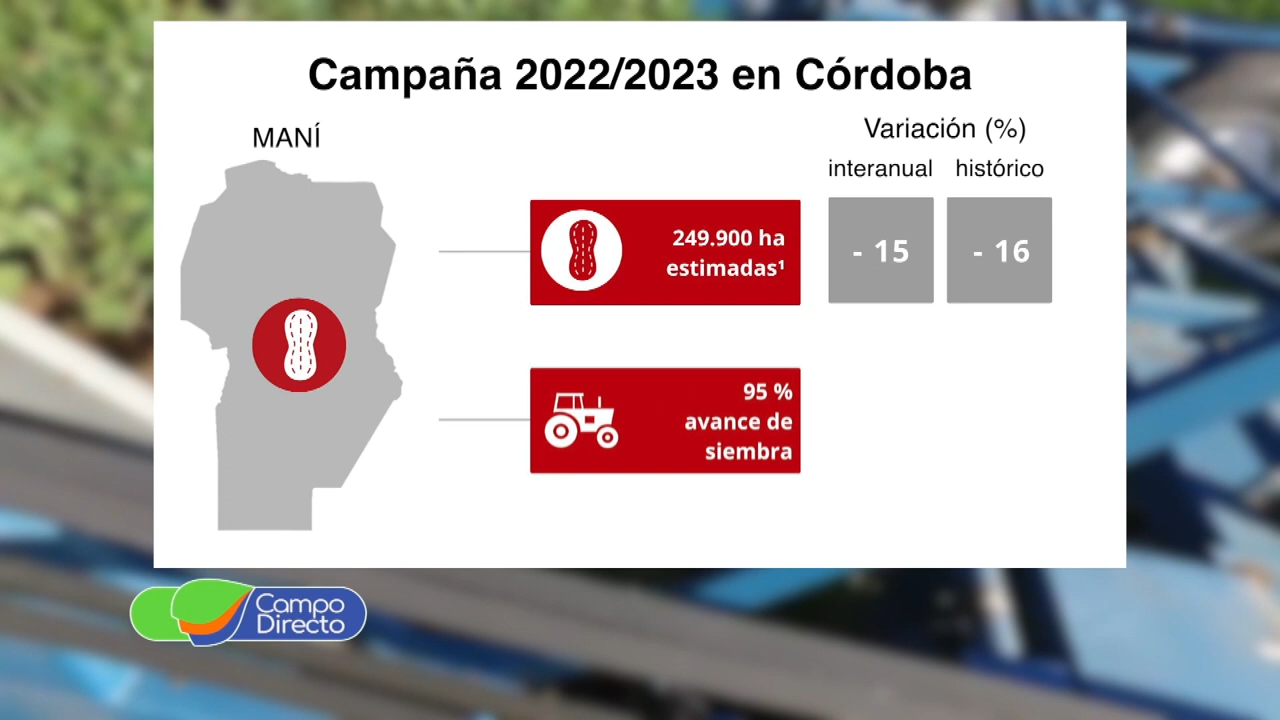 Campaña 2022/2023 en Córdoba
MANÍ
Variación (%)
interanual histórico
249.900 ha
estimadas¹
- 15
- 16
95 %
avance de
siembra
Campo
Directo